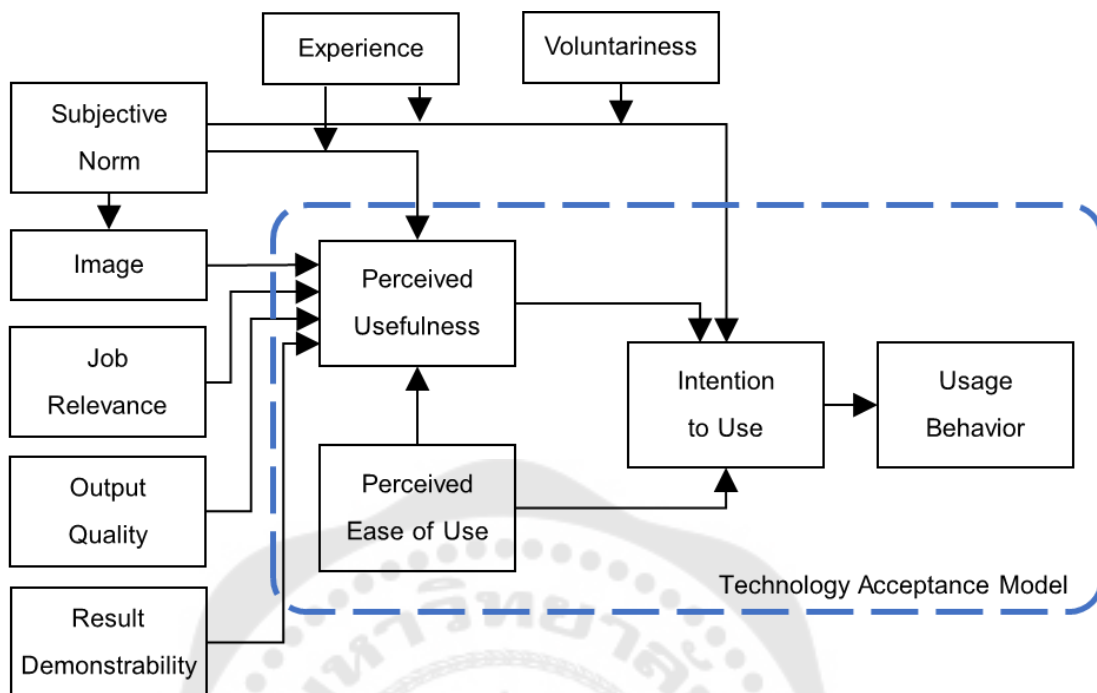 Experience
Voluntariness
Subjective
Norm
Image
Perceived
Usefulness
Job
Relevance
Intention
to Use
Usage
Behavior
Output
Quality
Perceived
Ease of Use
Technology Acceptance Model
Result
Demonstrability